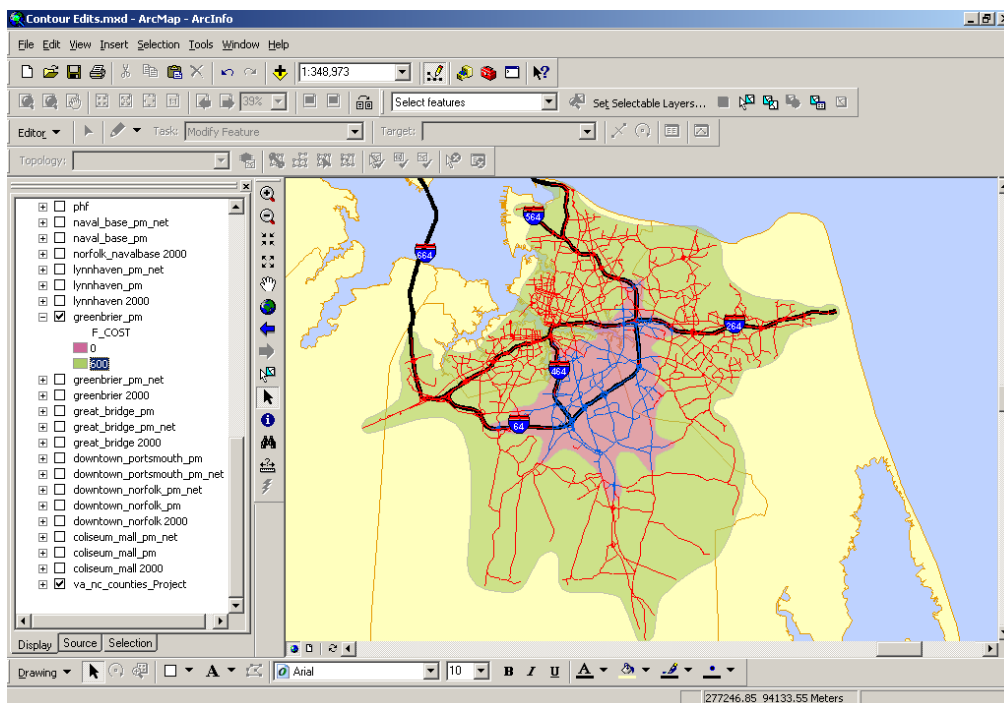 Contour Edits.mxd - ArcMap - ArcInfo
File Edit View Insert Selection Tools Window Help
1:348,973
39% Select features Set Selectable Layers...
Editor Task: Modify Feature Target:
Topology:
phf
naval_base_pm_net
naval_base_pm
norfolk_navalbase 2000
lynnhaven_pm_net
lynnhaven_pm
lynnhaven 2000
greenbrier_pm
F_COST
0
600
greenbrier_pm_net
greenbrier 2000
great_bridge_pm
great_bridge_pm_net
great_bridge 2000
downtown_portsmouth_pm
downtown_portsmouth_pm_net
downtown_norfolk_pm_net
downtown_norfolk_pm
downtown_norfolk 2000
coliseum_mall_pm_net
coliseum_mall_pm
coliseum_mall 2000
va_nc_counties_Project
Display Source Selection
564
664
264
464
64
Drawing A Arial 10 B I U A
277246.85 94133.55 Meters